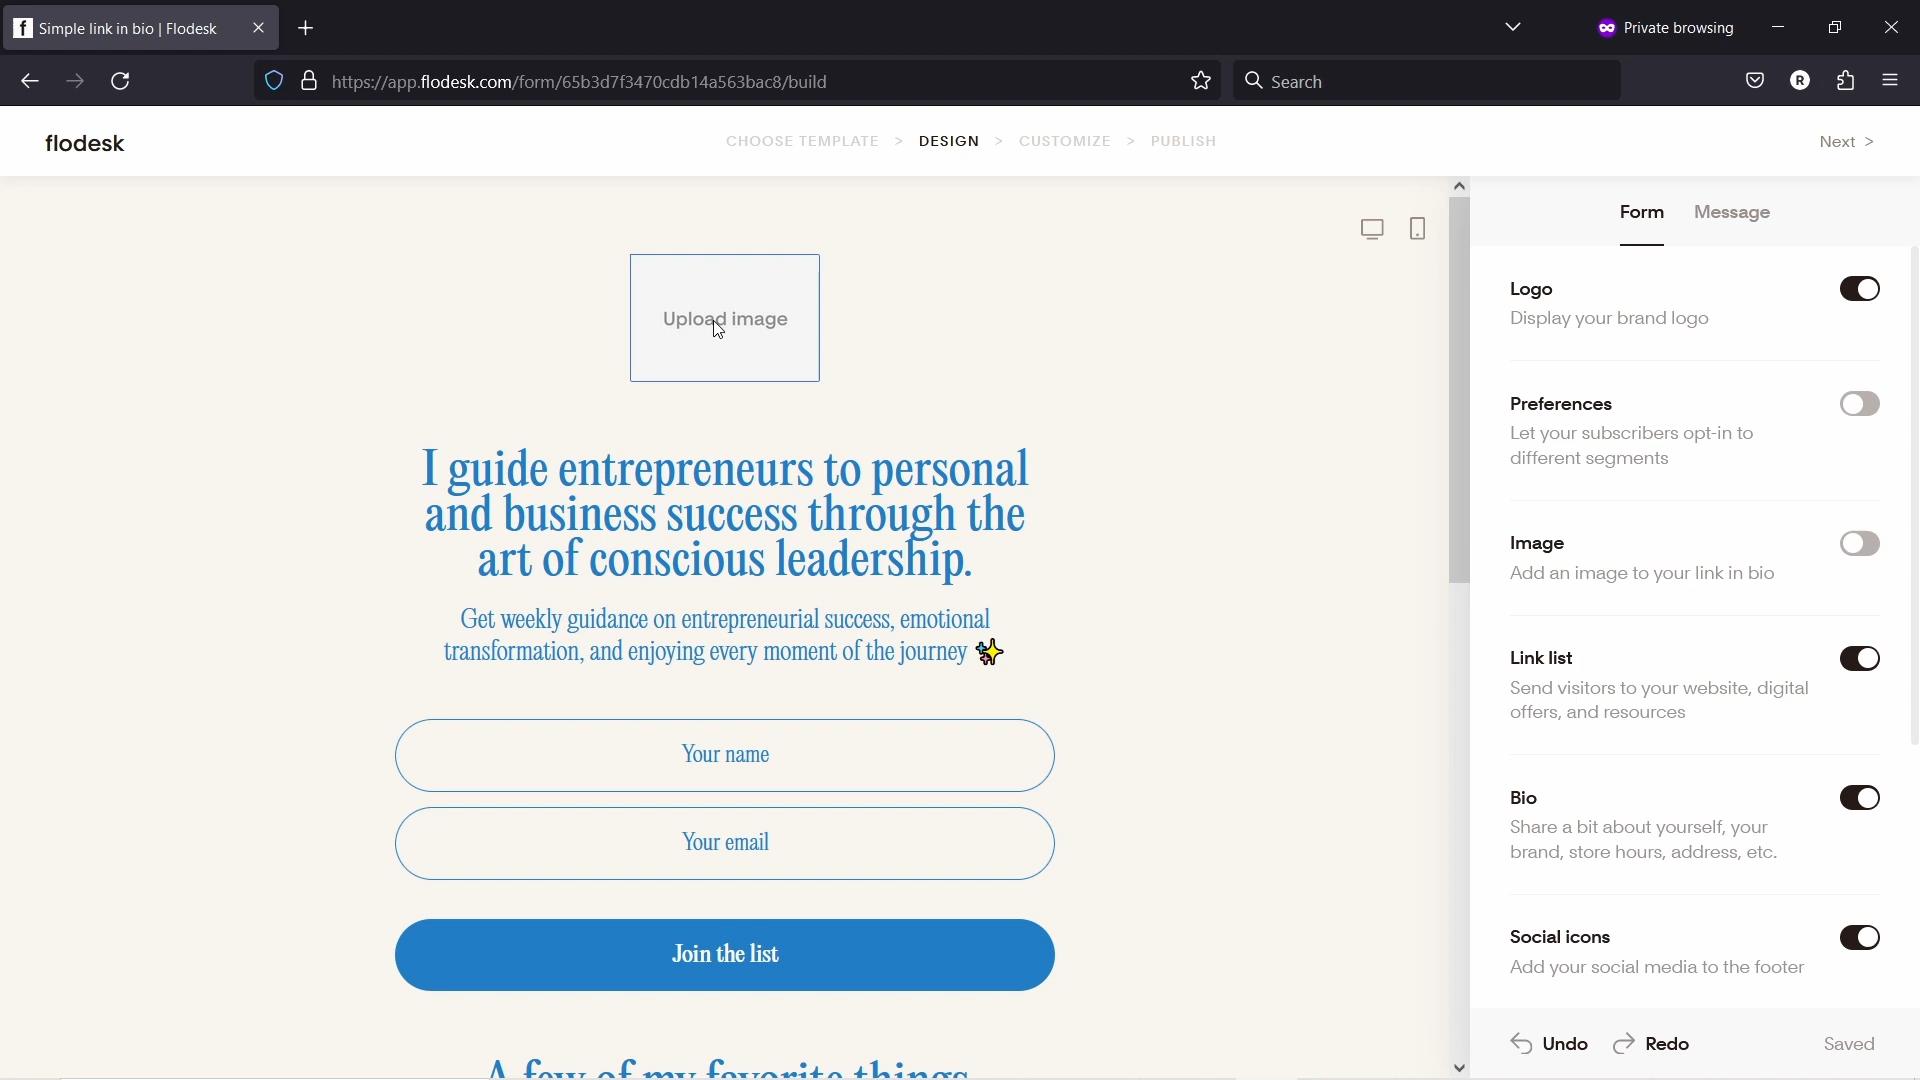 Simple link in bio | Flodesk
Private browsing
https://app.flodesk.com/form/65b3d7f3470cdb14a563bac8/build
Search
flodesk
CHOOSE TEMPLATE > DESIGN > CUSTOMIZE > PUBLISH
Next >
Form Message
Upload image
I guide entrepreneurs to personal
and business success through the
art of conscious leadership.
Get weekly guidance on entrepreneurial success, emotional
transformation, and enjoying every moment of the journey ✨
Your name
Your email
Join the list
A few of my favorite things
Logo
Display your brand logo
Preferences
Let your subscribers opt-in to
different segments
Image
Add an image to your link in bio
Link list
Send visitors to your website, digital
offers, and resources
Bio
Share a bit about yourself, your
brand, store hours, address, etc.
Social icons
Add your social media to the footer
Undo Redo Saved